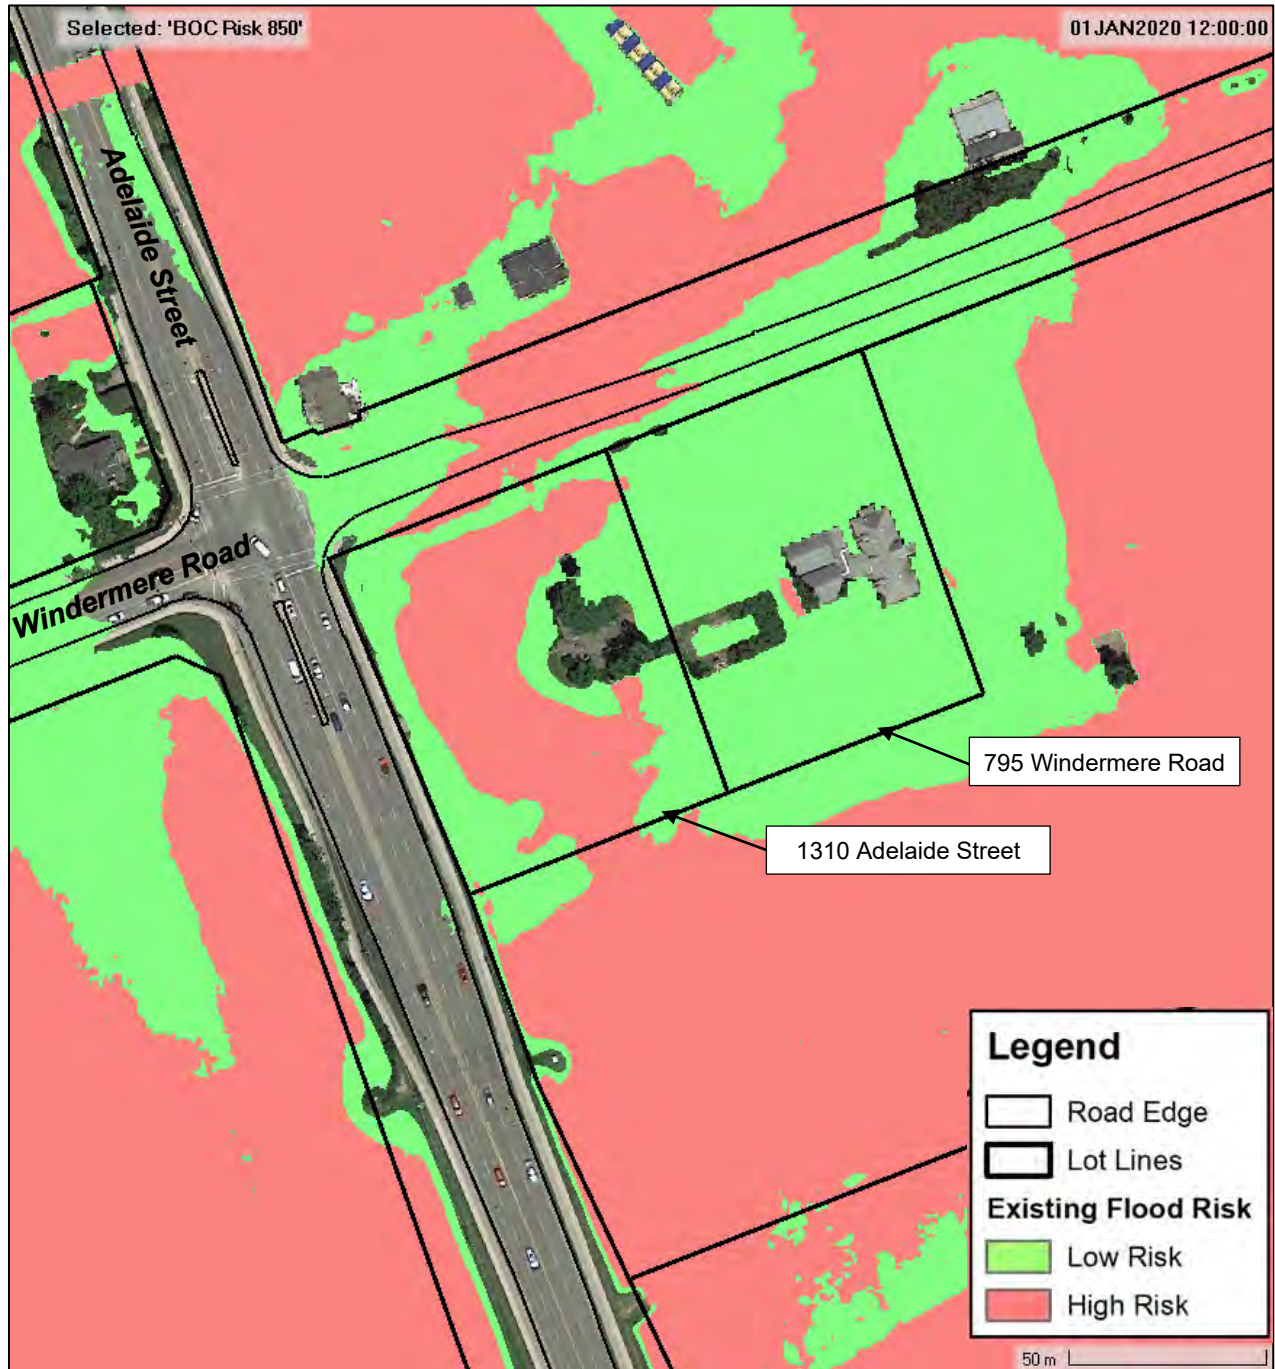 Selected: 'BOC Risk 850'
01JAN2020 12:00:00
Adelaide Street
Windermere Road
795 Windermere Road
1310 Adelaide Street
Legend
Road Edge
Lot Lines
Existing Flood Risk
Low Risk
High Risk
50 m